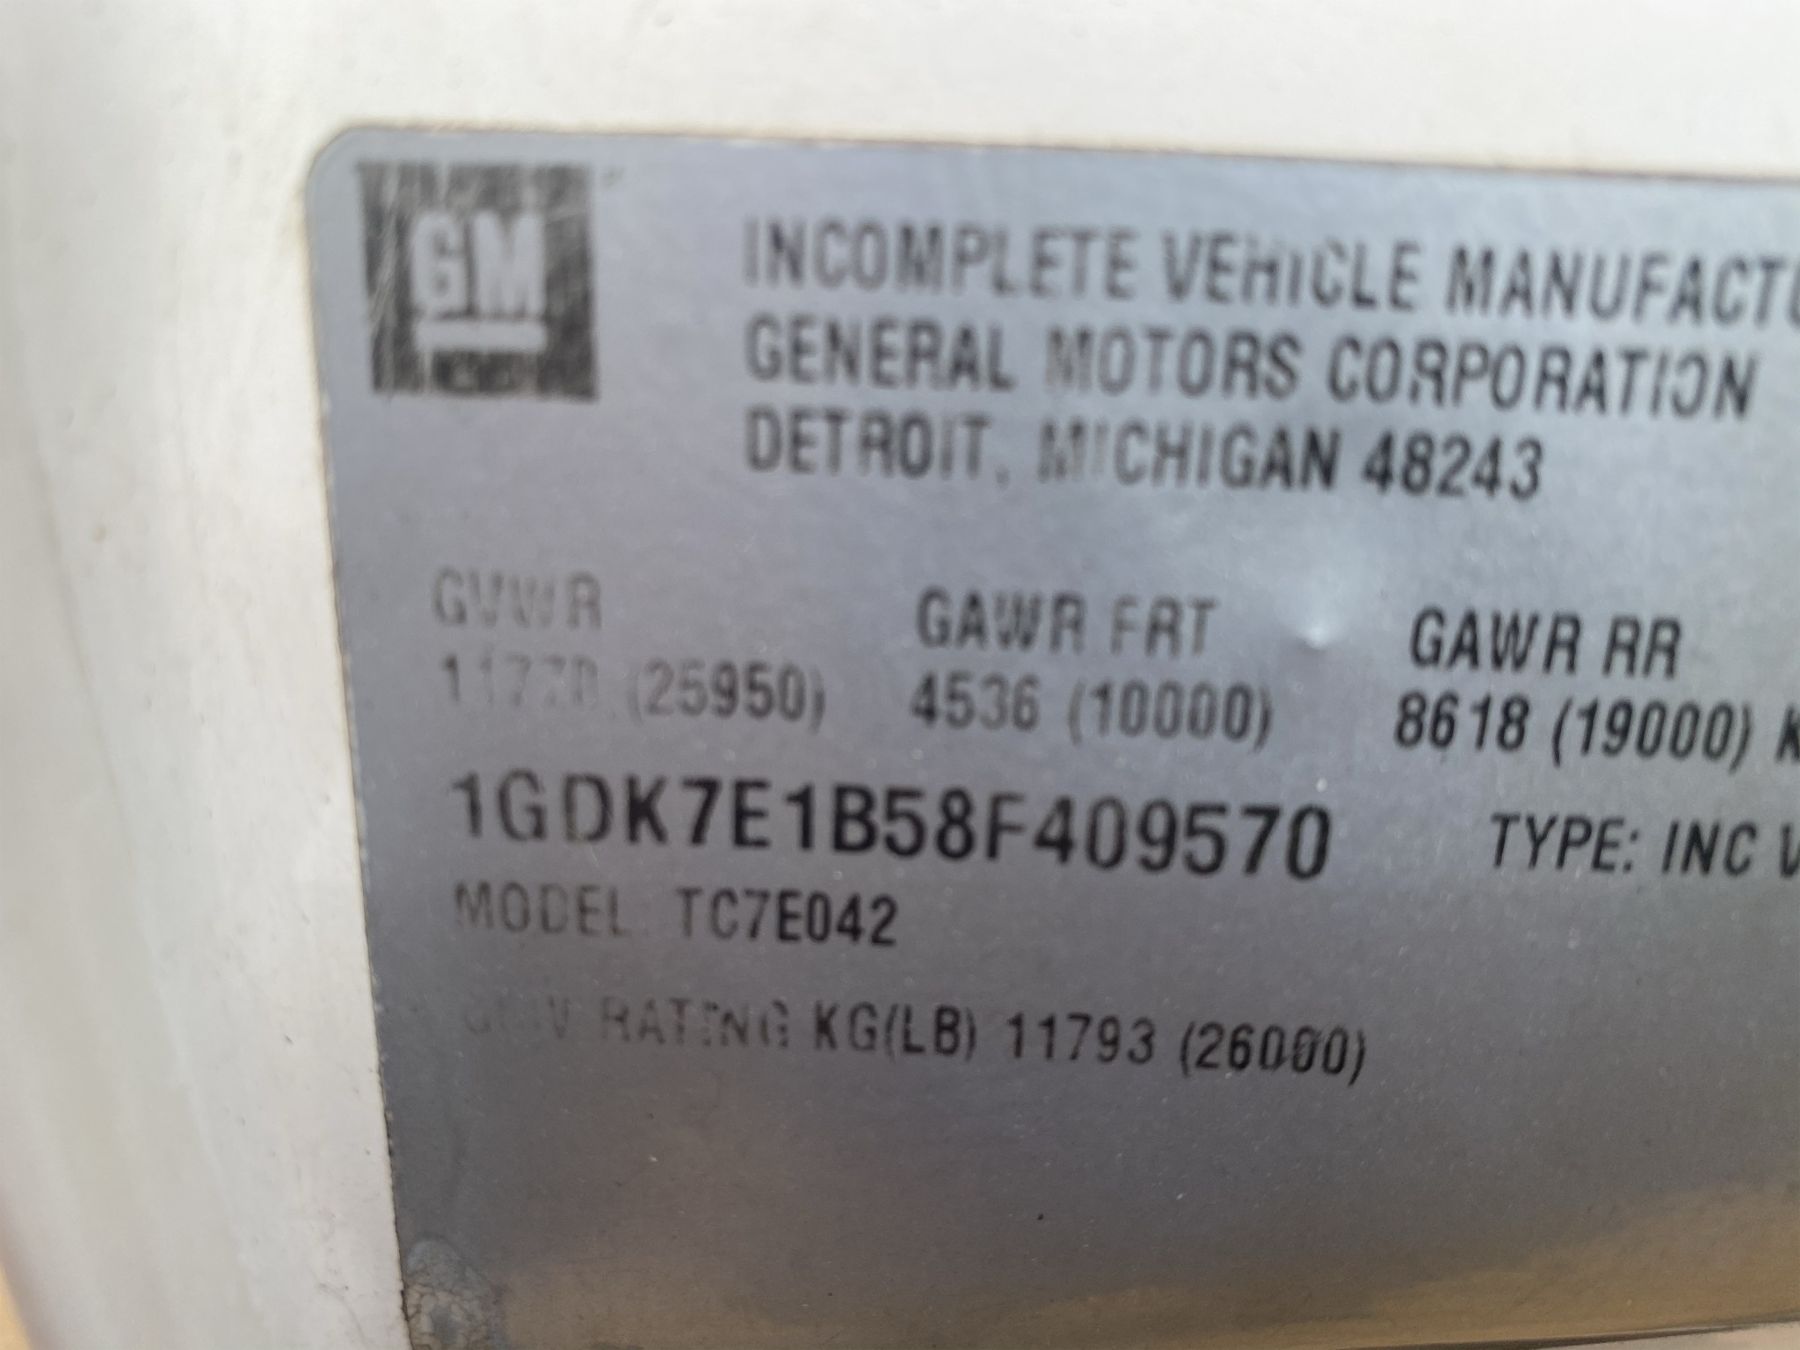 GM
INCOMPLETE VEHICLE MANUFACTU
GENERAL MOTORS CORPORATION
DETROIT, MICHIGAN 48243
GVWR GAWR FRT GAWR RR
11770 (25950) 4536 (10000) 8618 (19000) K
1GDK7E1B58F409570 TYPE: INC V
MODEL: TC7E042
RATING KG(LB) 11793 (26000)